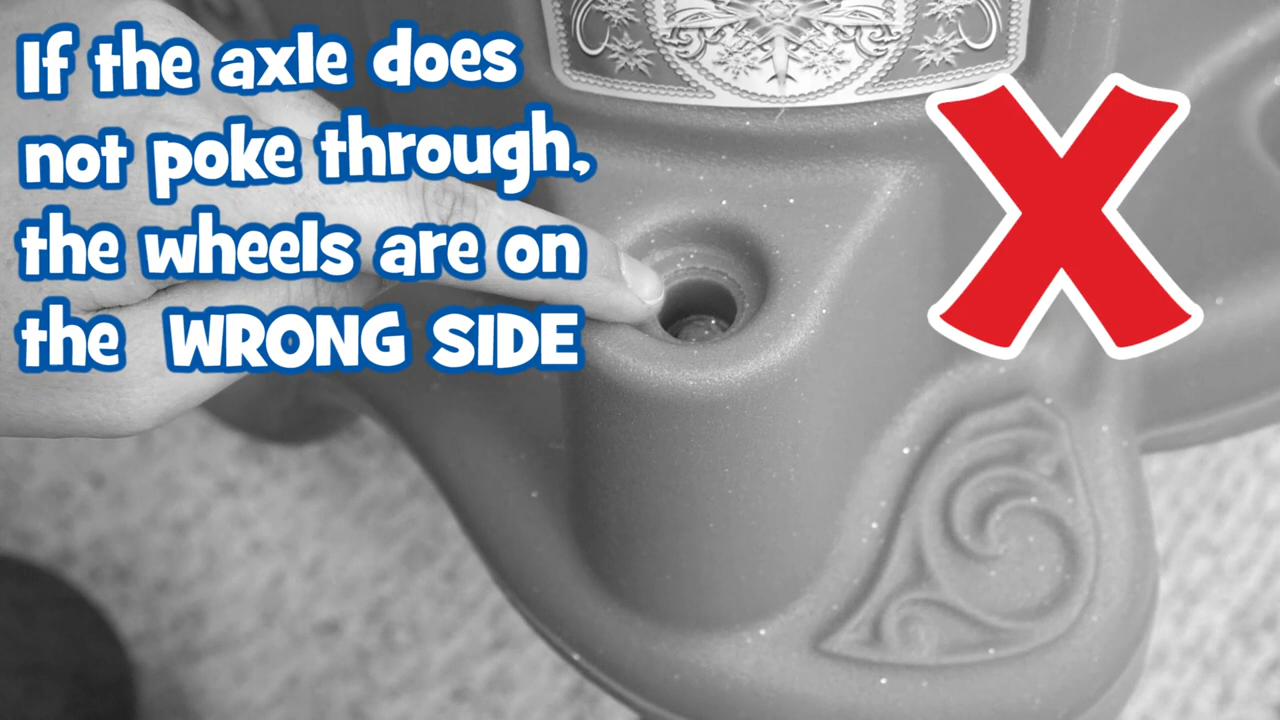 If the axle does
not poke through,
the wheels are on
the WRONG SIDE